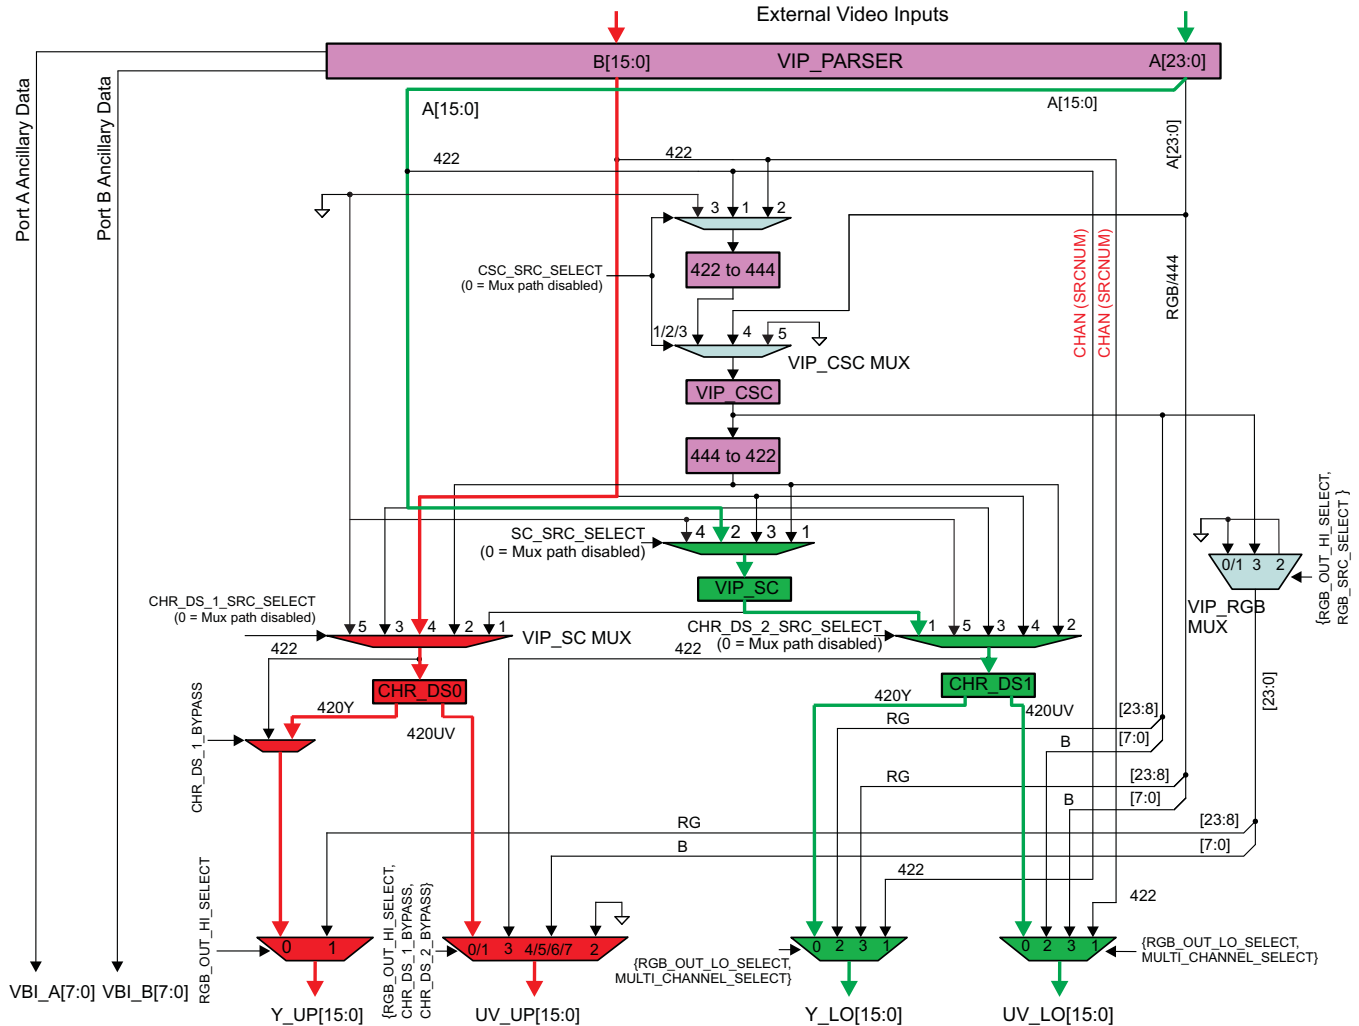 External Video Inputs
B[15:0]
VIP_PARSER
A[23:0]
A[15:0]
A[15:0]
Port A Ancillary Data
Port B Ancillary Data
A[23:0]
422
422
3
1
2
CSC_SRC_SELECT
(0 = Mux path disabled)
422 to 444
CHAN (SRCNUM)
CHAN (SRCNUM)
RGB/444
1/2/3
4
5
VIP_CSC MUX
VIP_CSC
444 to 422
SC_SRC_SELECT
(0 = Mux path disabled)
4
2
3
1
{RGB_OUT_HI_SELECT,
RGB_SRC_SELECT }
0/1
3
2
VIP_RGB
MUX
VIP_SC
CHR_DS_1_SRC_SELECT
(0 = Mux path disabled)
5
3
4
2
1
VIP_SC MUX
CHR_DS_2_SRC_SELECT
(0 = Mux path disabled)
1
5
3
4
2
422
422
CHR_DS0
CHR_DS1
420Y
420UV
420Y
420UV
[23:0]
CHR_DS_1_BYPASS
RG
[23:8]
B
[7:0]
RG
[23:8]
B
[7:0]
RG
[23:8]
B
[7:0]
422
422
RGB_OUT_HI_SELECT
0
1
{RGB_OUT_HI_SELECT,
CHR_DS_1_BYPASS,
CHR_DS_2_BYPASS}
0/1
3
4/5/6/7
2
{RGB_OUT_LO_SELECT,
MULTI_CHANNEL_SELECT}
0
2
3
1
0
2
3
1
{RGB_OUT_LO_SELECT,
MULTI_CHANNEL_SELECT}
VBI_A[7:0]
VBI_B[7:0]
Y_UP[15:0]
UV_UP[15:0]
Y_LO[15:0]
UV_LO[15:0]